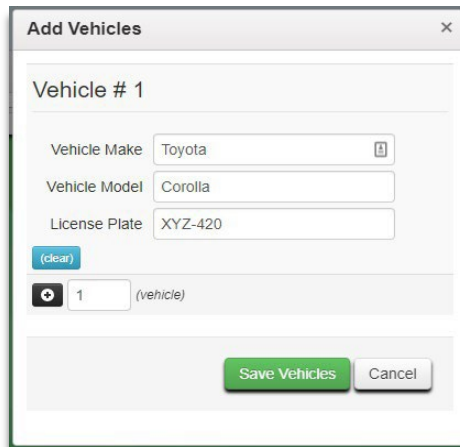 Add Vehicles ×
Vehicle # 1
Vehicle Make Toyota
Vehicle Model Corolla
License Plate XYZ-420
(clear)
1 (vehicle)
Save Vehicles Cancel